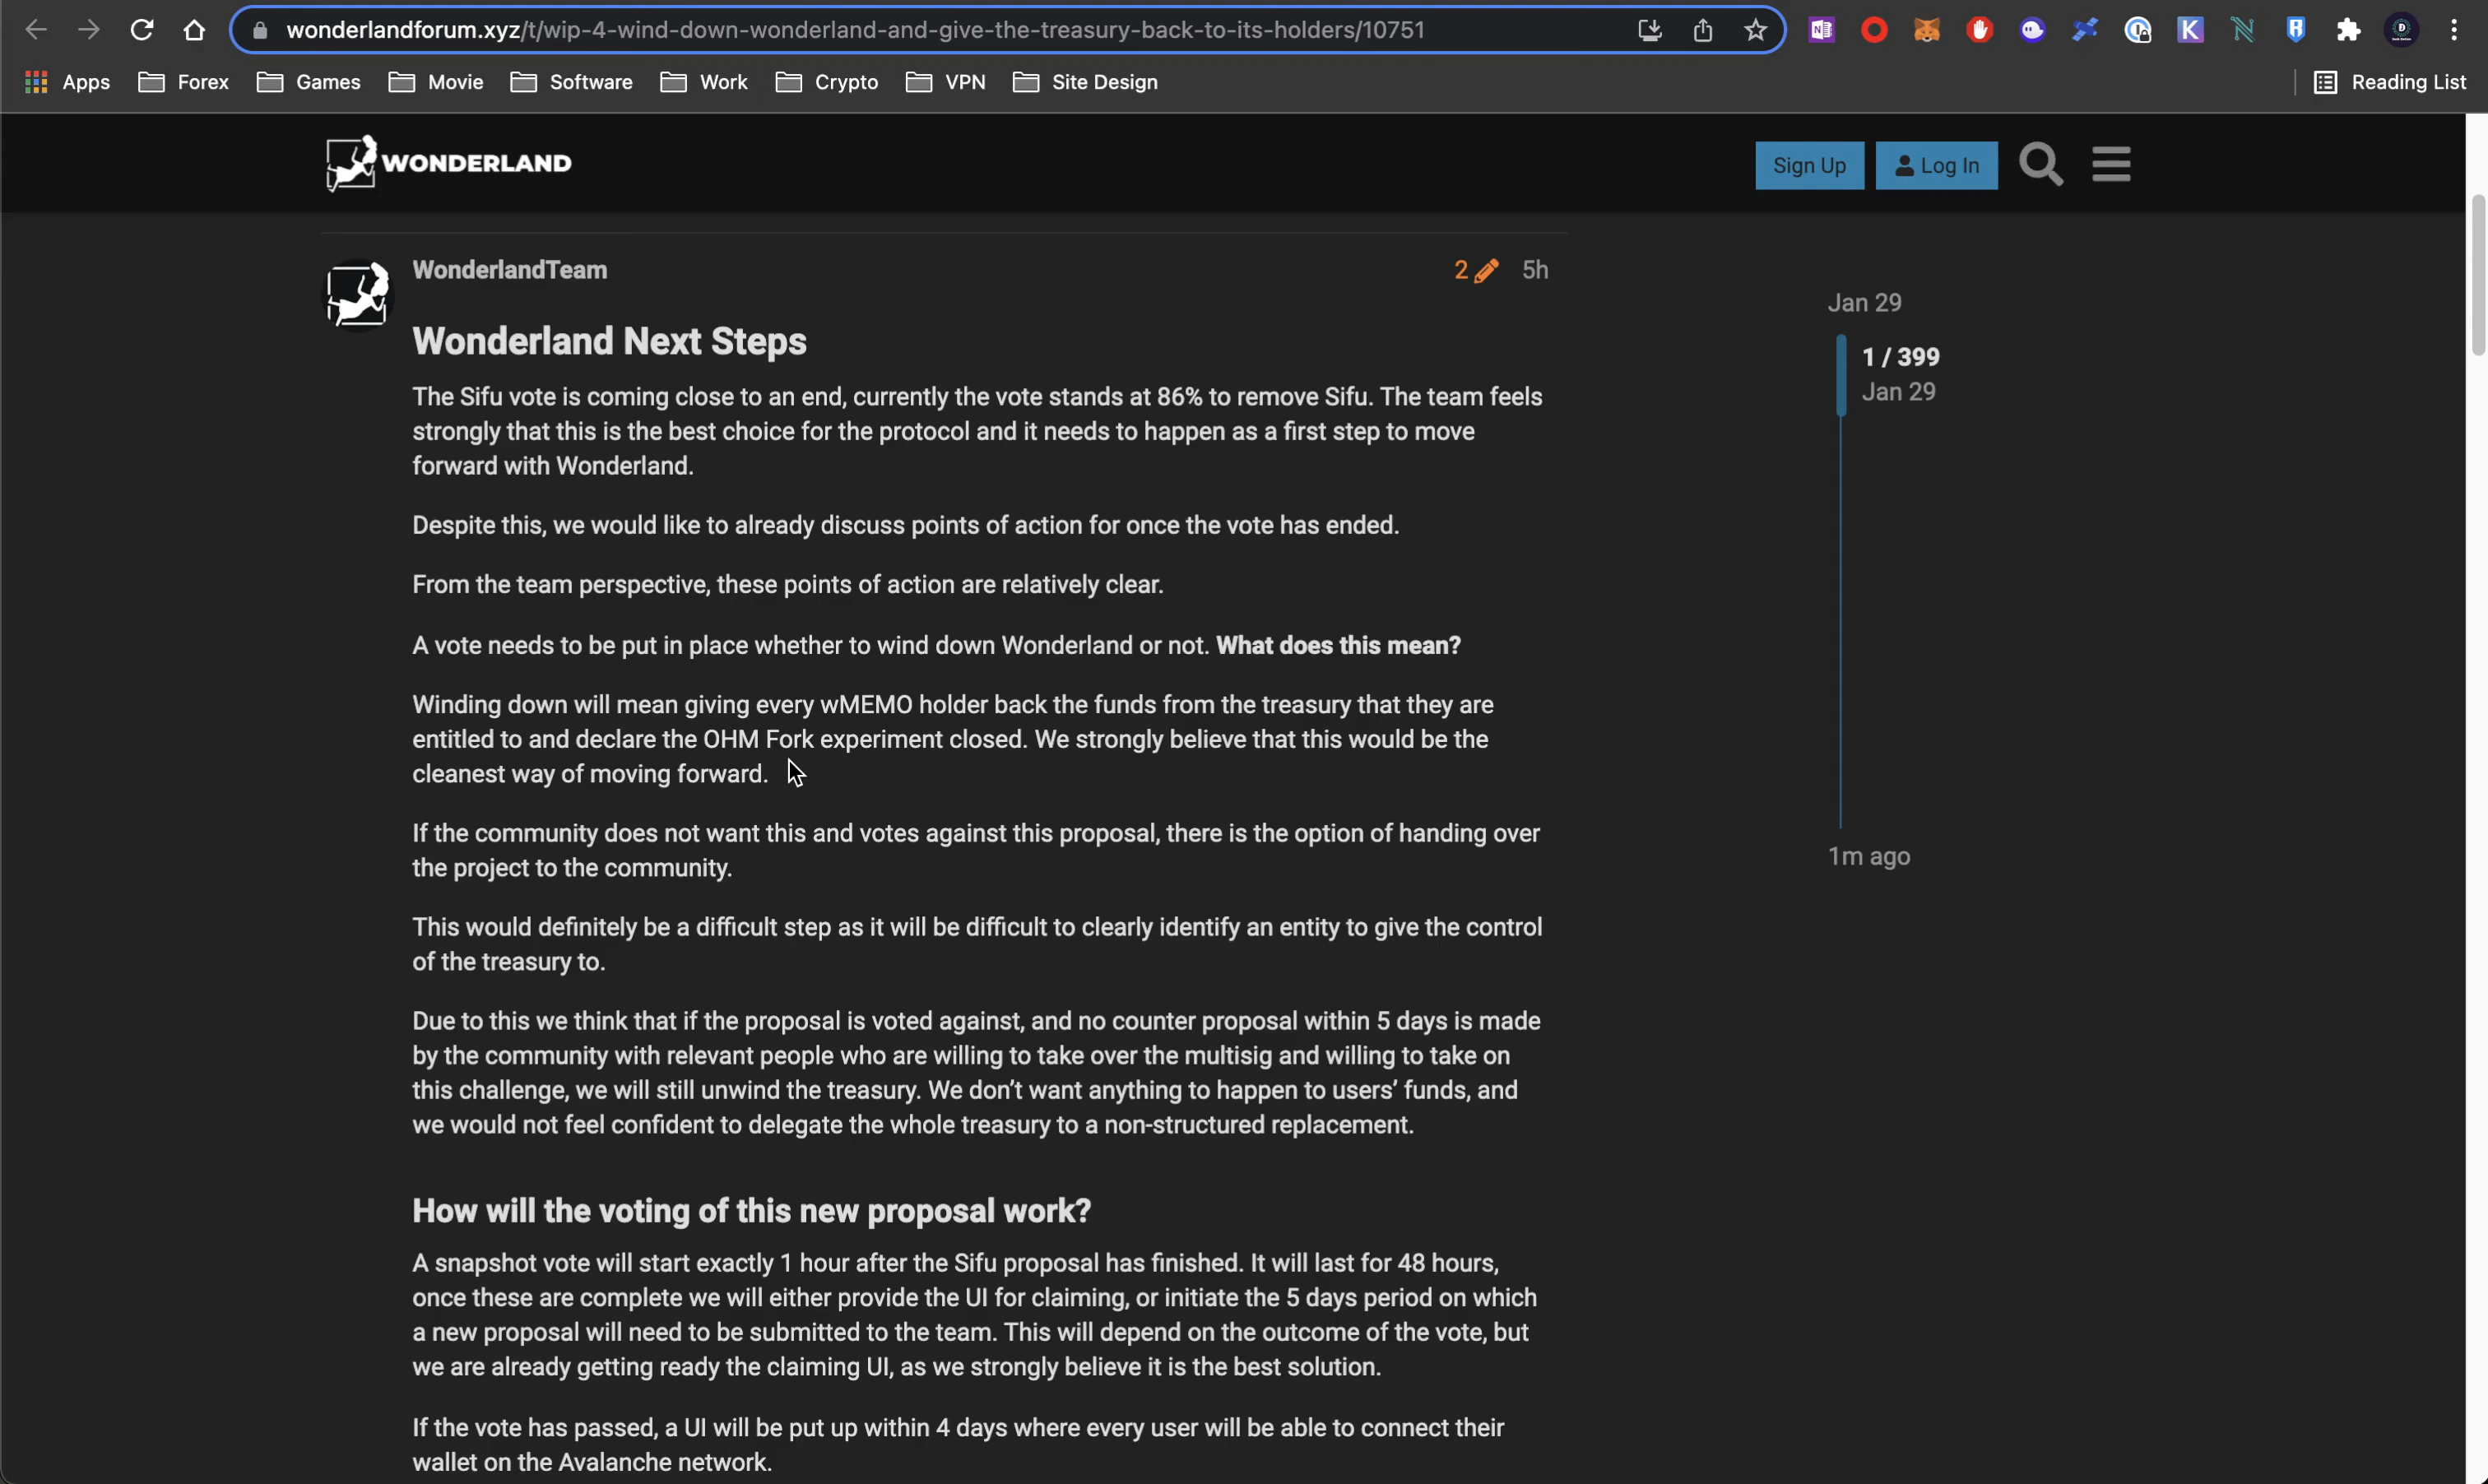 wonderlandforum.xyz/t/wip-4-wind-down-wonderland-and-give-the-treasury-back-to-its-holders/10751
Apps Forex Games Movie Software Work Crypto VPN Site Design Reading List
WONDERLAND Sign Up Log In
WonderlandTeam 2 5h
Jan 29
Wonderland Next Steps
1 / 399
Jan 29
The Sifu vote is coming close to an end, currently the vote stands at 86% to remove Sifu. The team feels
strongly that this is the best choice for the protocol and it needs to happen as a first step to move
forward with Wonderland.
Despite this, we would like to already discuss points of action for once the vote has ended.
From the team perspective, these points of action are relatively clear.
A vote needs to be put in place whether to wind down Wonderland or not. What does this mean?
Winding down will mean giving every wMEMO holder back the funds from the treasury that they are
entitled to and declare the OHM Fork experiment closed. We strongly believe that this would be the
cleanest way of moving forward.
If the community does not want this and votes against this proposal, there is the option of handing over
the project to the community.
1m ago
This would definitely be a difficult step as it will be difficult to clearly identify an entity to give the control
of the treasury to.
Due to this we think that if the proposal is voted against, and no counter proposal within 5 days is made
by the community with relevant people who are willing to take over the multisig and willing to take on
this challenge, we will still unwind the treasury. We don’t want anything to happen to users’ funds, and
we would not feel confident to delegate the whole treasury to a non-structured replacement.
How will the voting of this new proposal work?
A snapshot vote will start exactly 1 hour after the Sifu proposal has finished. It will last for 48 hours,
once these are complete we will either provide the UI for claiming, or initiate the 5 days period on which
a new proposal will need to be submitted to the team. This will depend on the outcome of the vote, but
we are already getting ready the claiming UI, as we strongly believe it is the best solution.
If the vote has passed, a UI will be put up within 4 days where every user will be able to connect their
wallet on the Avalanche network.